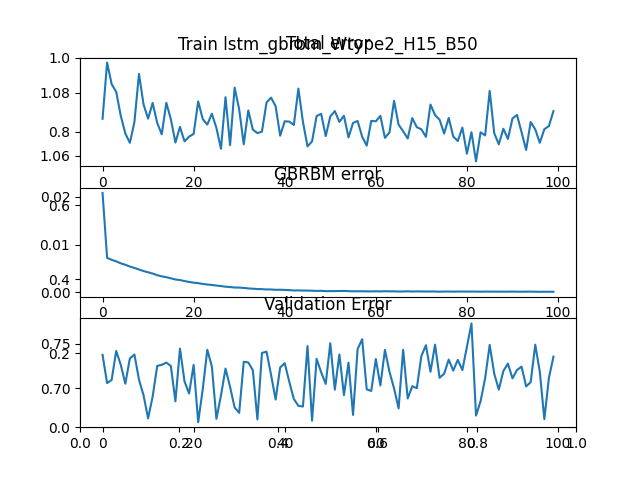 Train lstm_gbrbm_Wtype2_H15_B50
Total error
1.0
1.08
0.8
1.06
0 20 40 60 80 100
GBRBM error
0.02
0.6
0.01
0.4
0.00
0 20 40 60 80 100
Validation Error
0.75
0.2
0.70
0.0
0.0 0 0.2 20 0.4 40 0.6 60 0.8 80 100 1.0